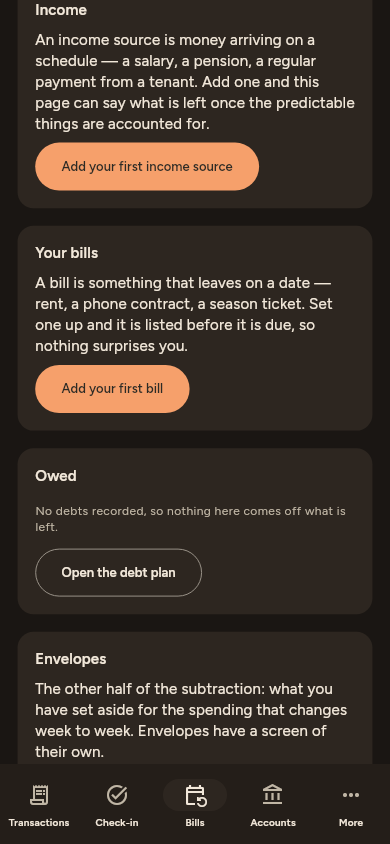 Income
An income source is money arriving on a
schedule — a salary, a pension, a regular
payment from a tenant. Add one and this
page can say what is left once the predictable
things are accounted for.
Add your first income source
Your bills
A bill is something that leaves on a date —
rent, a phone contract, a season ticket. Set
one up and it is listed before it is due, so
nothing surprises you.
Add your first bill
Owed
No debts recorded, so nothing here comes off what is
left.
Open the debt plan
Envelopes
The other half of the subtraction: what you
have set aside for the spending that changes
week to week. Envelopes have a screen of
their own.
Transactions
Check-in
Bills
Accounts
More